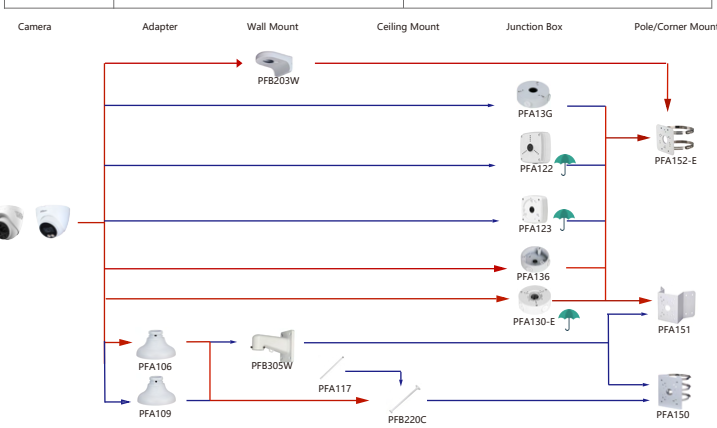 Camera Adapter Wall Mount Ceiling Mount Junction Box Pole/Corner Mount
PFB203W
PFA13G
PFA152-E
PFA122
PFA123
PFA136
PFA130-E
PFA151
PFA106
PFB305W
PFA117
PFA109
PFB220C
PFA150